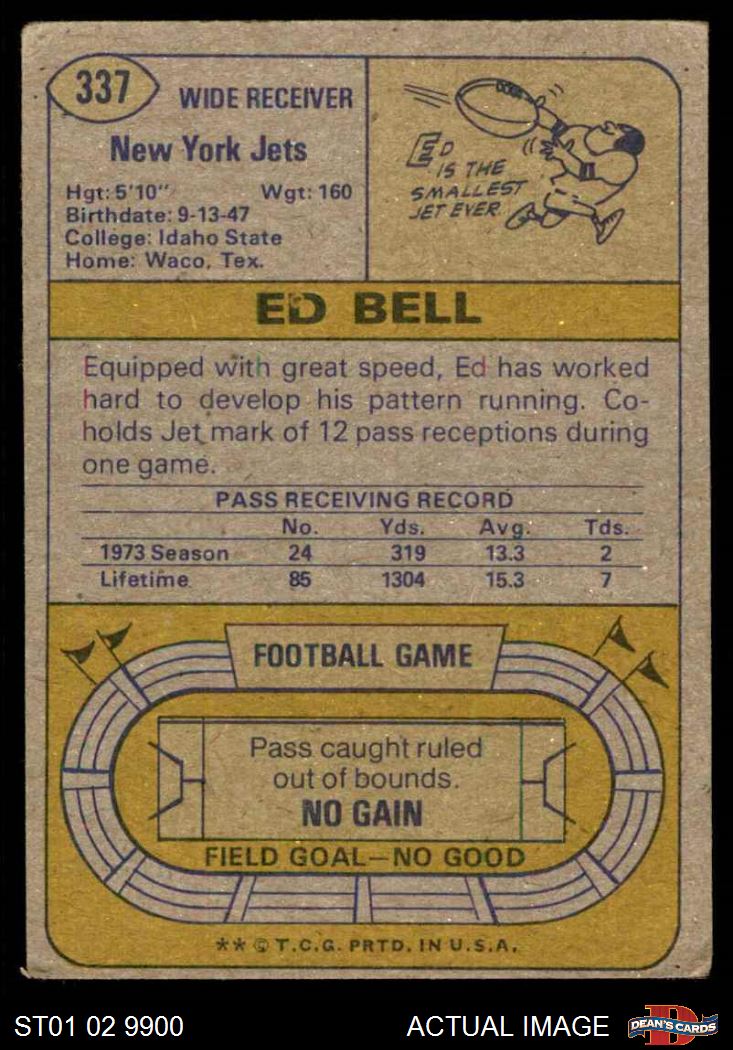 337
WIDE RECEIVER
New York Jets
Hgt: 5'10" Wgt: 160
Birthdate: 9-13-47
College: Idaho State
Home: Waco, Tex.
ED
IS THE
SMALLEST
JET EVER.
ED BELL
Equipped with great speed, Ed has worked
hard to develop his pattern running. Co-
holds Jet mark of 12 pass receptions during
one game.
PASS RECEIVING RECORD
No. Yds. Avg. Tds.
1973 Season 24 319 13.3 2
Lifetime 85 1304 15.3 7
FOOTBALL GAME
Pass caught ruled
out of bounds.
NO GAIN
FIELD GOAL—NO GOOD
** © T.C.G. PRTD. IN U.S.A.
ST01 02 9900 ACTUAL IMAGE
D
DEAN'S CARDS